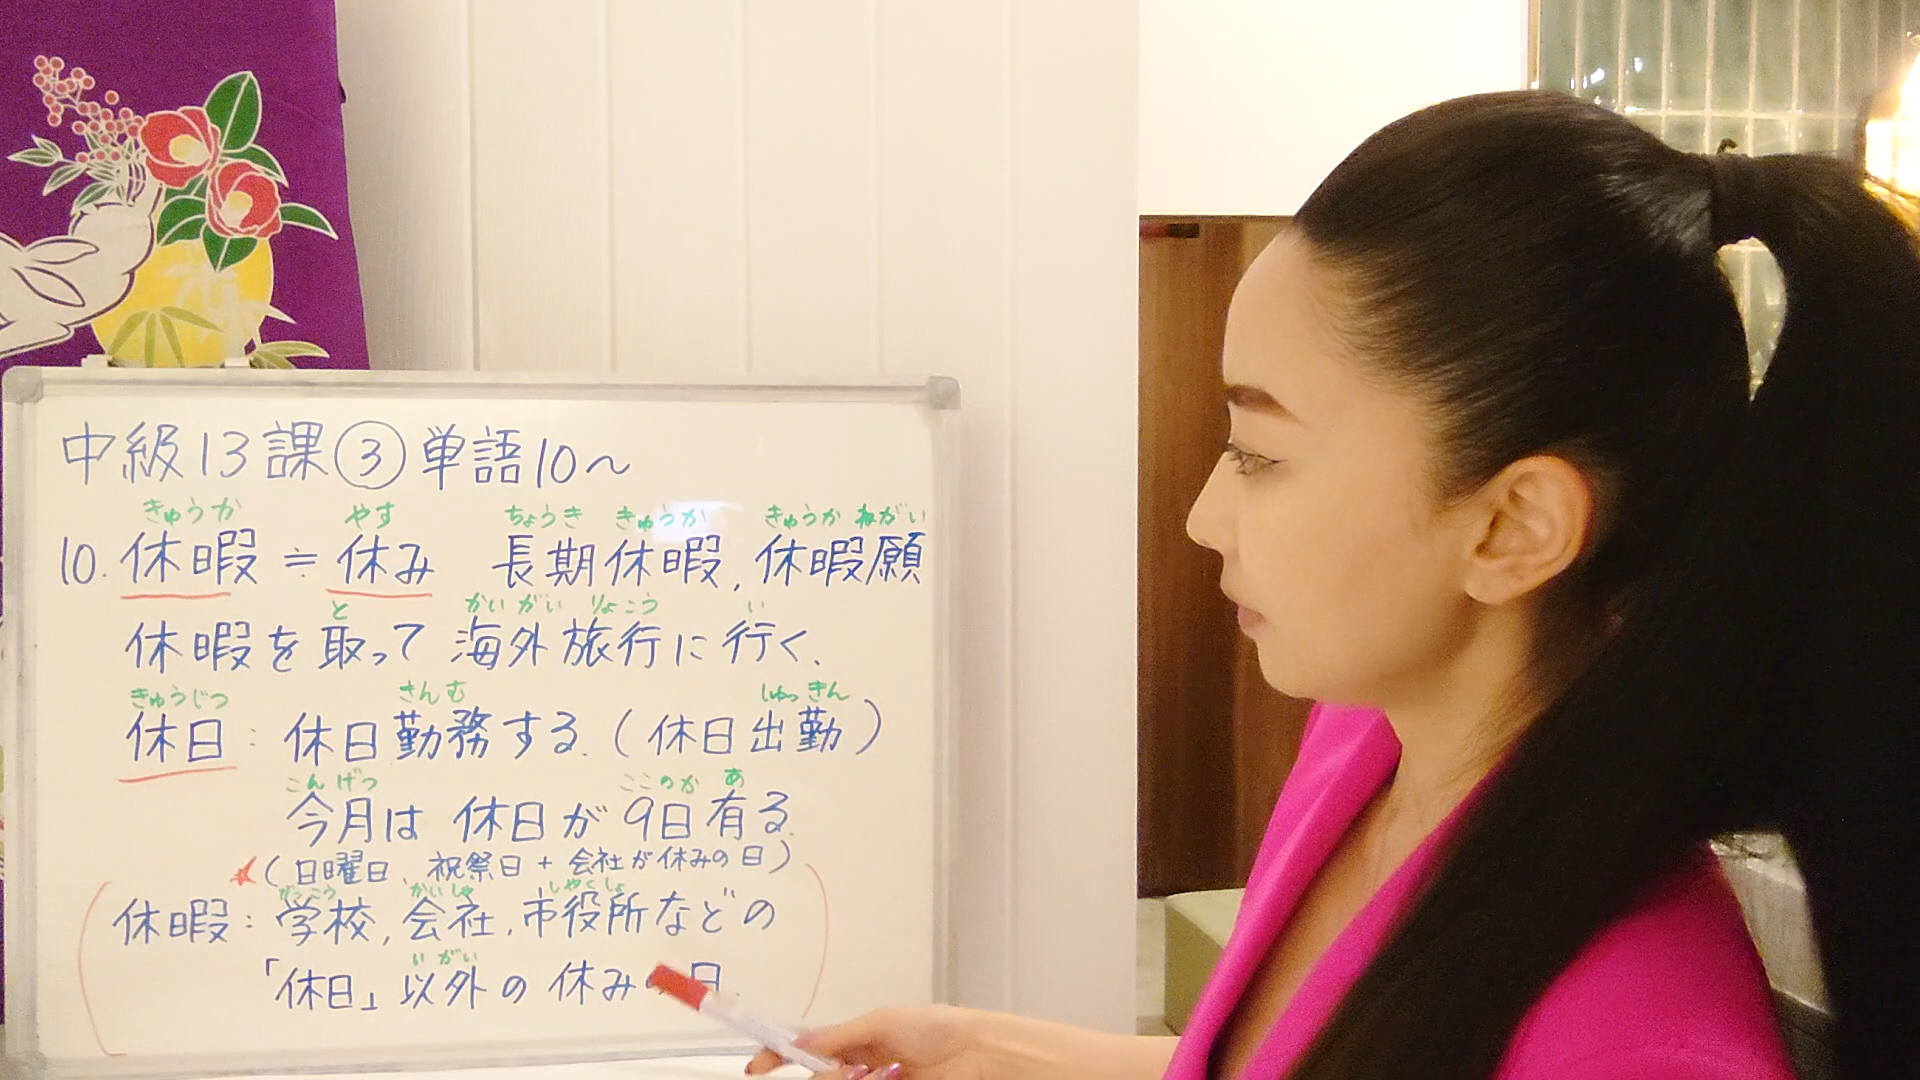 中級13課③単語10～
きゅうか やす ちょうき きゅうか きゅうか ねがい
10. 休暇≒休み 長期休暇, 休暇願
と かいがい りょこう い
休暇を取って海外旅行に行く.
きゅうじつ きんむ しゅっきん
休日: 休日勤務する. (休日出勤)
こんげつ ここのか あ
今月は休日が9日有る.
★(日曜日、祝祭日+会社が休みの日)
がっこう かいしゃ しやくしょ
休暇: 学校, 会社, 市役所などの
いがい
「休日」以外の休みの日.